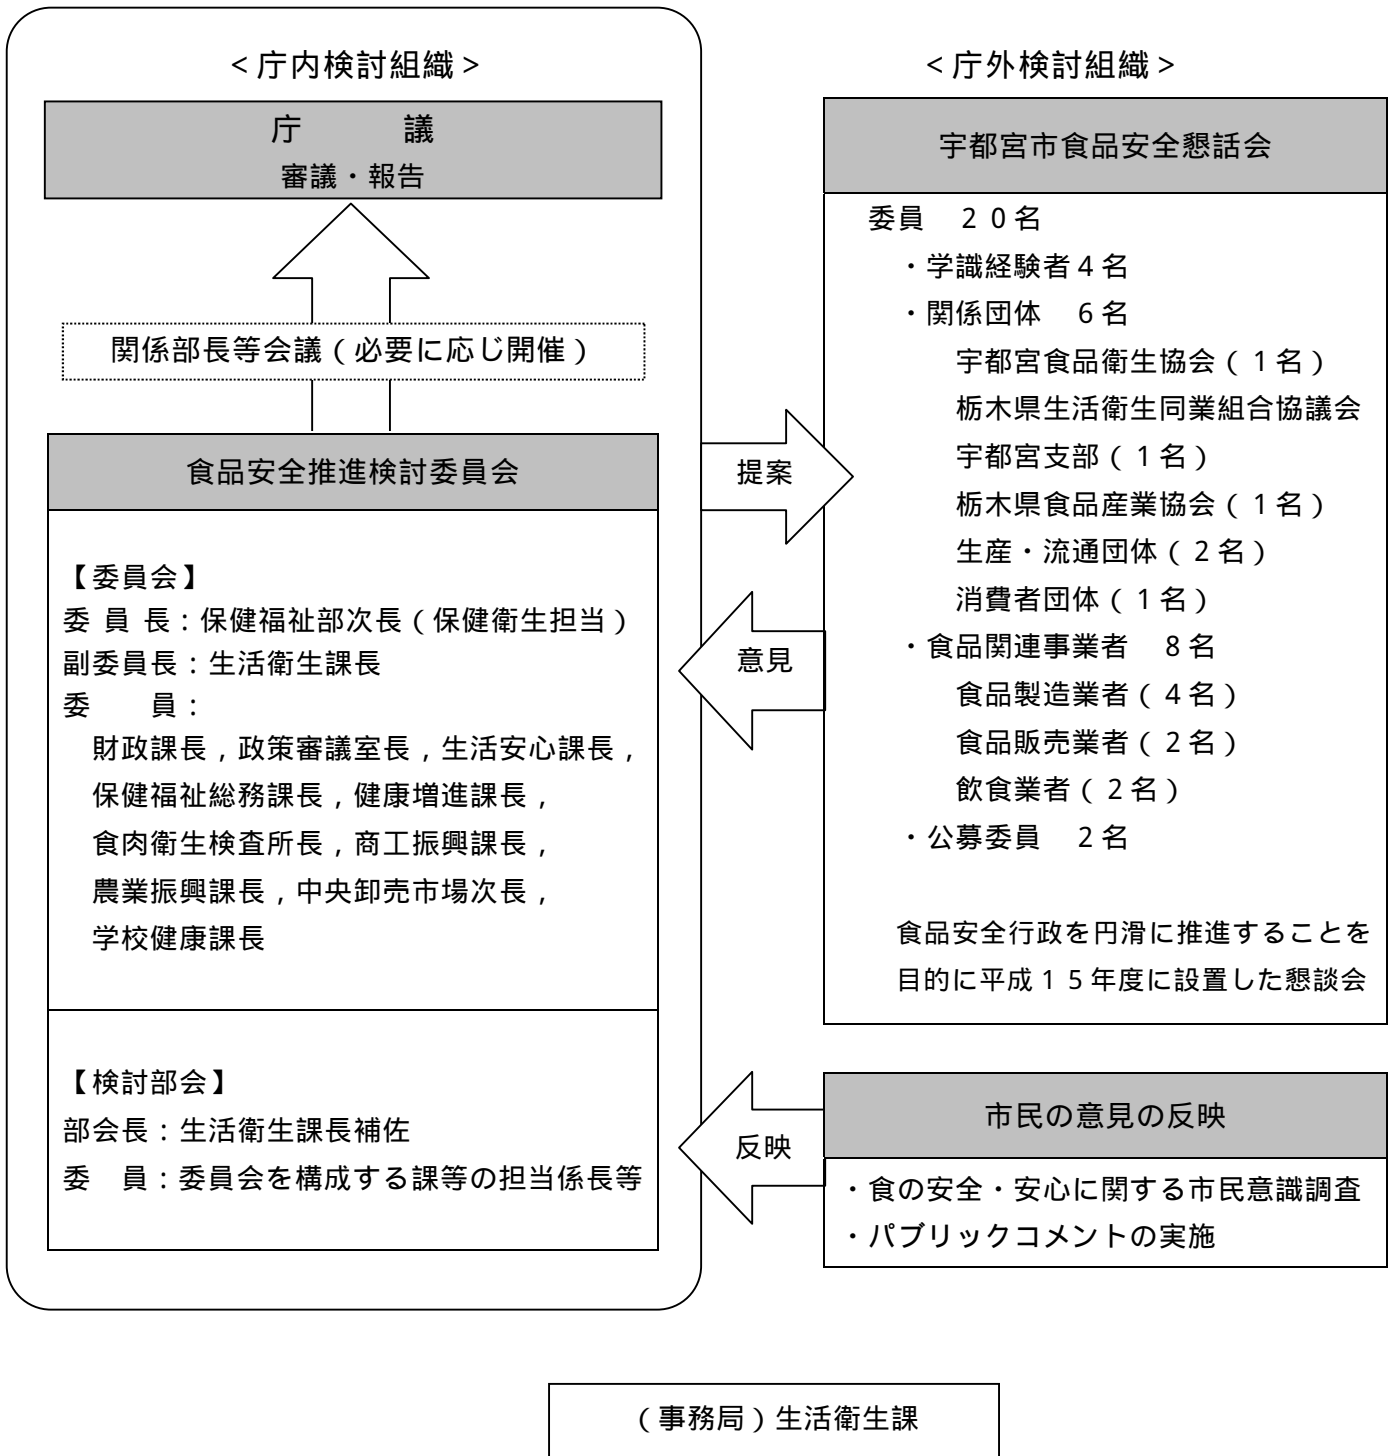 ＜庁内検討組織＞
庁　　　議
審議・報告
関係部長等会議（必要に応じ開催）
食品安全推進検討委員会
【委員会】
委 員 長：保健福祉部次長（保健衛生担当）
副委員長：生活衛生課長
委　　員：
財政課長，政策審議室長，生活安心課長，
保健福祉総務課長，健康増進課長，
食肉衛生検査所長，商工振興課長，
農業振興課長，中央卸売市場次長，
学校健康課長
【検討部会】
部会長：生活衛生課長補佐
委　員：委員会を構成する課等の担当係長等
提案
意見
反映
＜庁外検討組織＞
宇都宮市食品安全懇話会
委員　２０名
・学識経験者４名
・関係団体　６名
宇都宮食品衛生協会（１名）
栃木県生活衛生同業組合協議会
宇都宮支部（１名）
栃木県食品産業協会（１名）
生産・流通団体（２名）
消費者団体（１名）
・食品関連事業者　８名
食品製造業者（４名）
食品販売業者（２名）
飲食業者（２名）
・公募委員　２名
食品安全行政を円滑に推進することを
目的に平成１５年度に設置した懇談会
市民の意見の反映
・食の安全・安心に関する市民意識調査
・パブリックコメントの実施
（事務局）生活衛生課